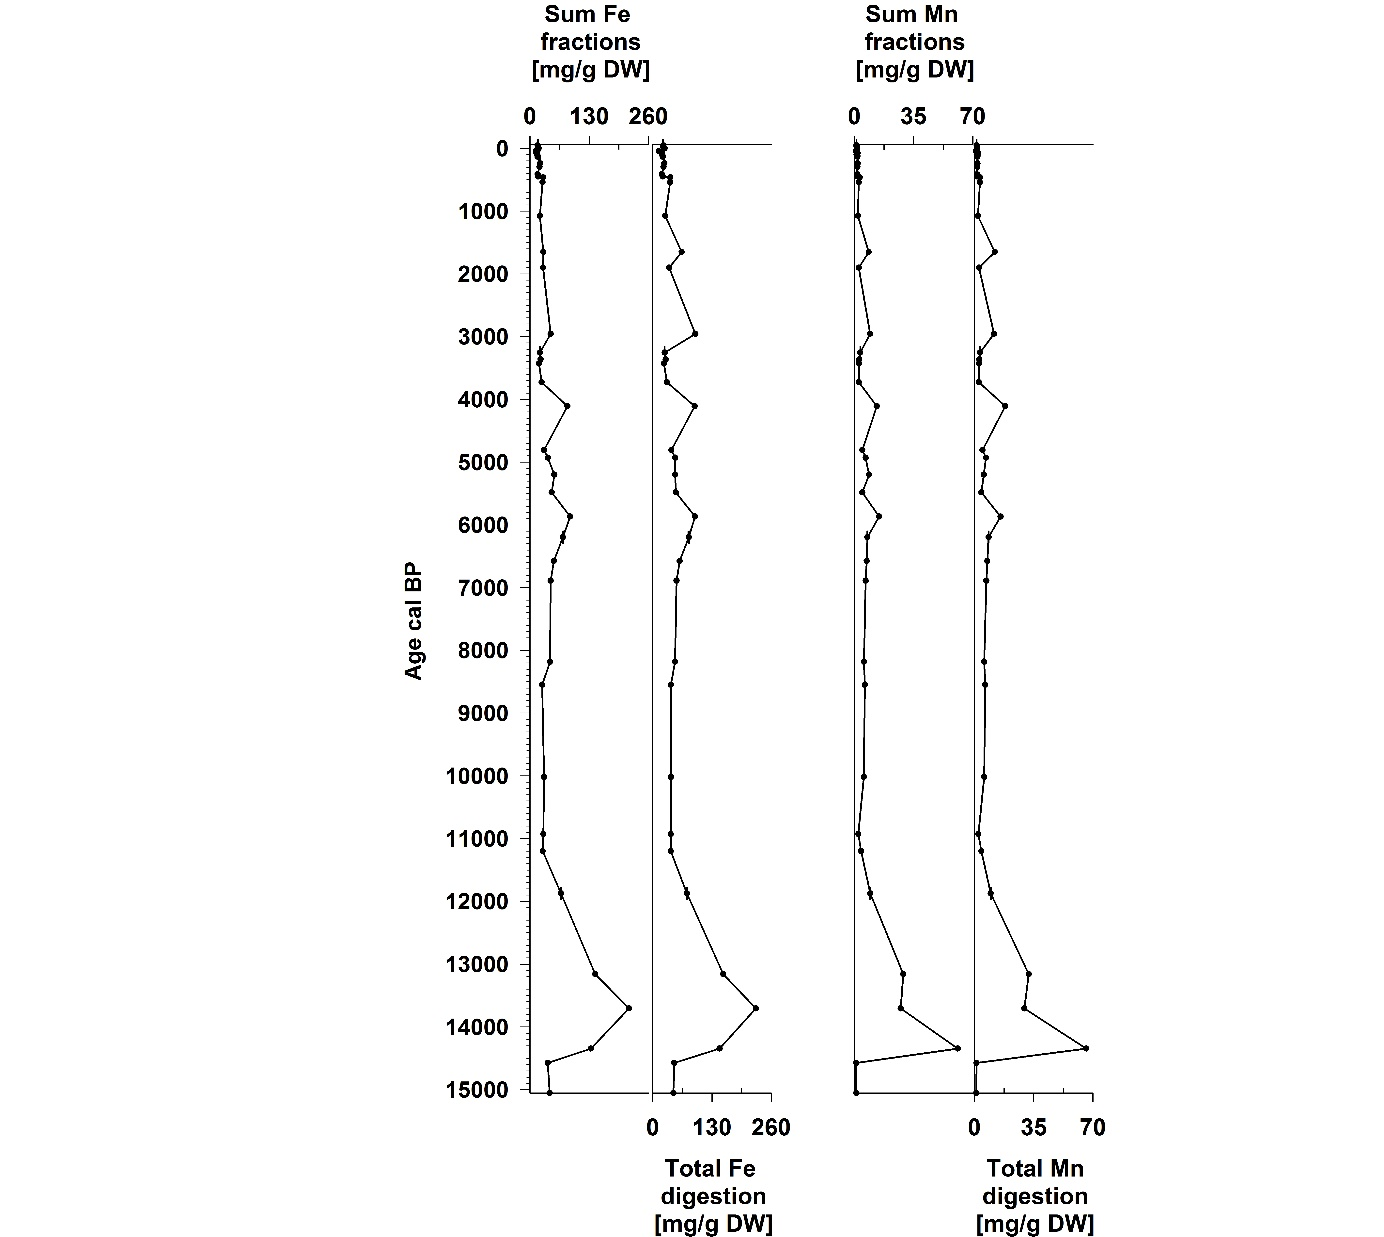 Sum Fe
fractions
[mg/g DW]
Sum Mn
fractions
[mg/g DW]
0 130 260
0 35 70
0
1000
2000
3000
4000
5000
6000
7000
8000
9000
10000
11000
12000
13000
14000
15000
Age cal BP
0 130 260
0 35 70
Total Fe
digestion
[mg/g DW]
Total Mn
digestion
[mg/g DW]